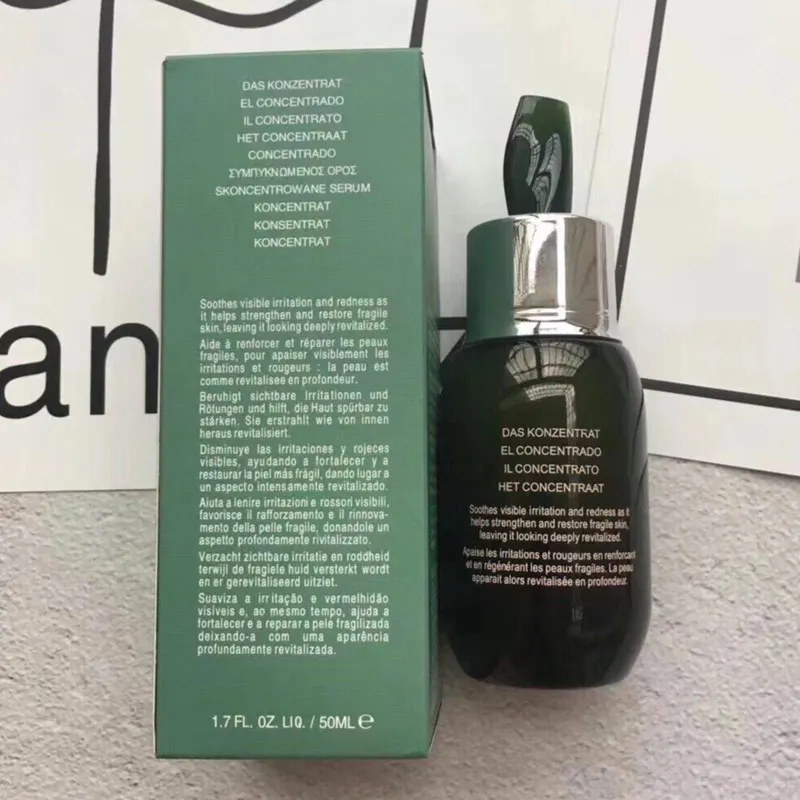 DAS KONZENTRAT
EL CONCENTRADO
IL CONCENTRATO
HET CONCENTRAAT
CONCENTRADO
ΣΥΜΠΥΚΝΩΜΕΝΟΣ ΟΡΟΣ
SKONCENTROWANE SERUM
KONCENTRAT
KONSENTRAT
KONCENTRAT
Soothes visible irritation and redness as
it helps strengthen and restore fragile
skin, leaving it looking deeply revitalized.
Aide à renforcer et réparer les peaux
fragiles, pour apaiser visiblement les
irritations et rougeurs : la peau est
comme revitalisee en profondeur.
Beruhigt sichtbare Irritationen und
Rötungen und hilft, die Haut spürbar zu
stärken. Sie erstrahlt wie von innen
heraus revitalisiert.
Disminuye las irritaciones y rojeces
visibles, ayudando a fortalecer y a
restaurar la piel más frágil, dando lugar a
un aspecto intensamente revitalizado.
Aiuta a lenire irritazioni e rossori visibili,
favorisce il rafforzamento e il rinnova-
mento della pelle fragile, donandole un
aspetto profondamente rivitalizzato.
Verzacht zichtbare irritatie en roddheid
terwijl de fragiele huid versterkt wordt
en er gerevitaliseerd uitziet.
Suaviza a irritação e vermelhidão
visíveis e, ao mesmo tempo, ajuda a
fortalecer e a reparar a pele fragilizada
deixando-a com uma aparência
profundamente revitalizada.
1.7 FL. OZ. LIQ. / 50ML e
DAS KONZENTRAT
EL CONCENTRADO
IL CONCENTRATO
HET CONCENTRAAT
Soothes visible irritation and redness as it
helps strengthen and restore fragile skin,
leaving it looking deeply revitalized.
Apaise les irritations et rougeurs en renforcant
et en régénérant les peaux fragiles. La peau
apparait alors revitalisée en profondeur.
an